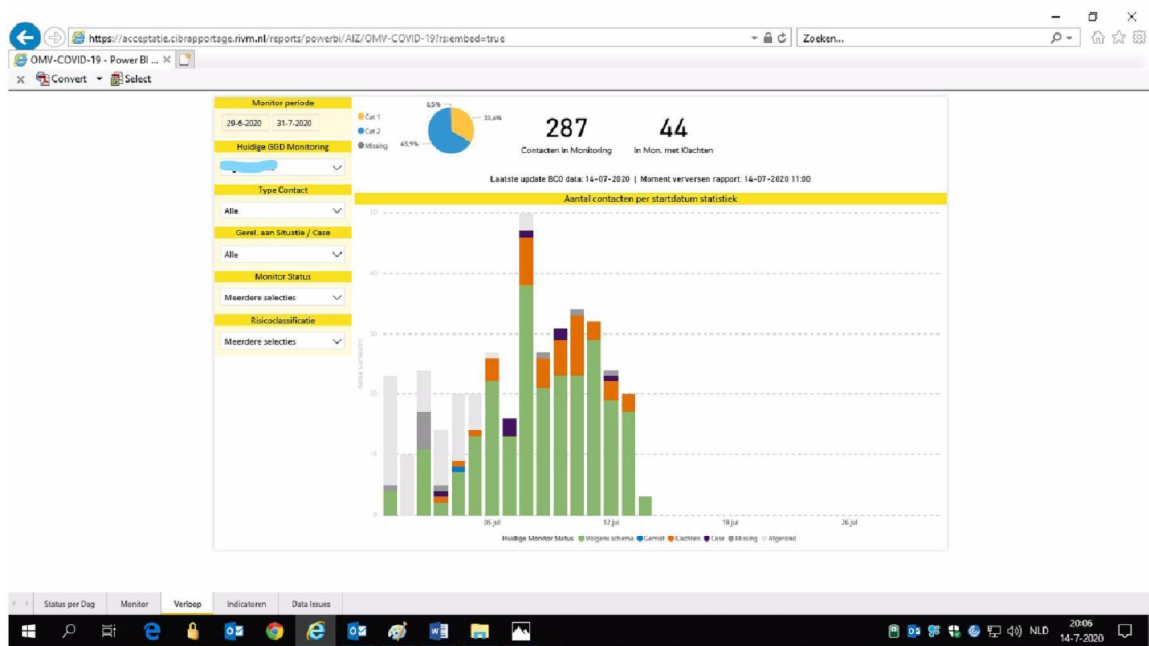 https://acceptatie.cibrapportage.rivm.nl/reports/powerbi/AIZ/OMV-COVID-19?rs:embed=true
Zoeken...
OMV-COVID-19 - Power BI ...
Convert Select
Monitor periode
29-6-2020 31-7-2020
Huidige GGD Monitoring
Type Contact
Alle
Gerel. aan Situatie / Case
Alle
Monitor Status
Meerdere selecties
Risicoclassificatie
Meerdere selecties
Cat 1
Cat 2
Missing
287
Contacten in Monitoring
44
In Mon. met Klachten
Laatste update BCO data: 14-07-2020 | Moment verversen rapport: 14-07-2020 11:00
Aantal contacten per startdatum statistiek
50
40
30
20
10
0
05 jul 12 jul 19 jul 26 jul
Huidige Monitor Status Volgens schema Gemist Klachten Case Missing Afgerond
Status per Dag Monitor Verloop Indicatoren Data Issues
NLD
20:06
14-7-2020